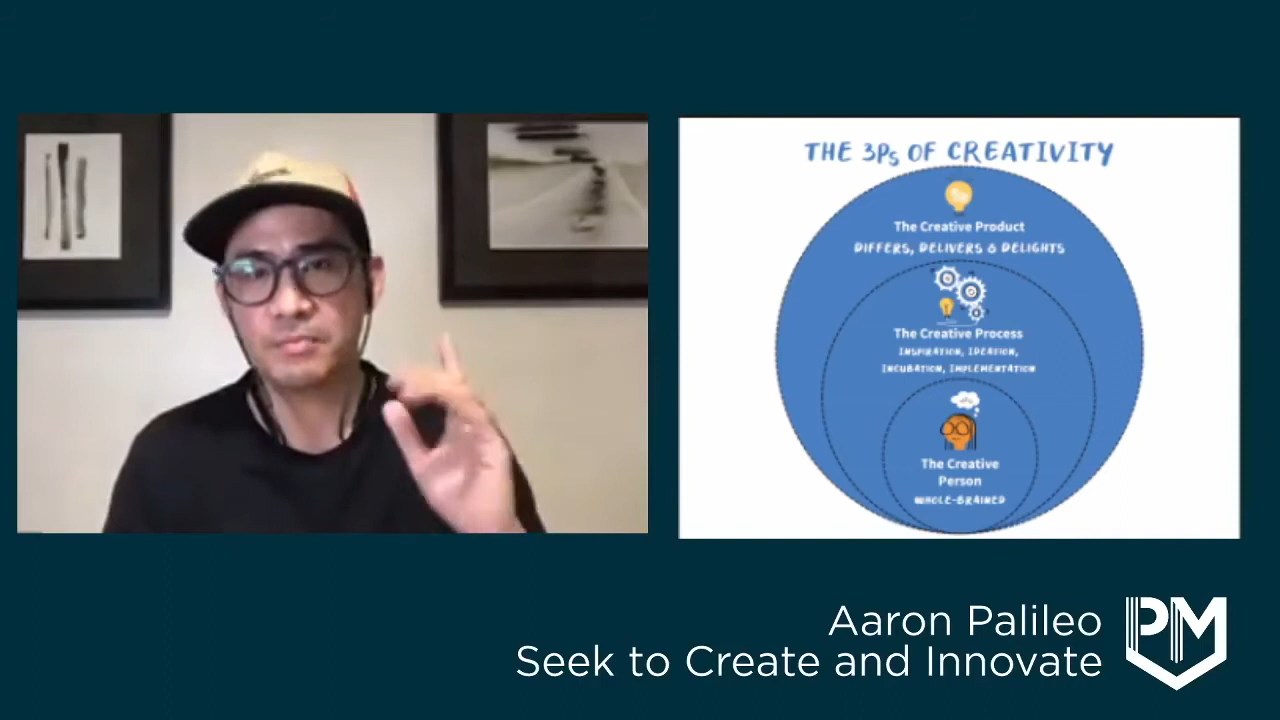 THE 3Ps OF CREATIVITY
The Creative Product
DIFFERS, DELIVERS & DELIGHTS
The Creative Process
INSPIRATION, IDEATION,
INCUBATION, IMPLEMENTATION
The Creative
Person
WHOLE-BRAINED
Aaron Palileo
Seek to Create and Innovate
PM